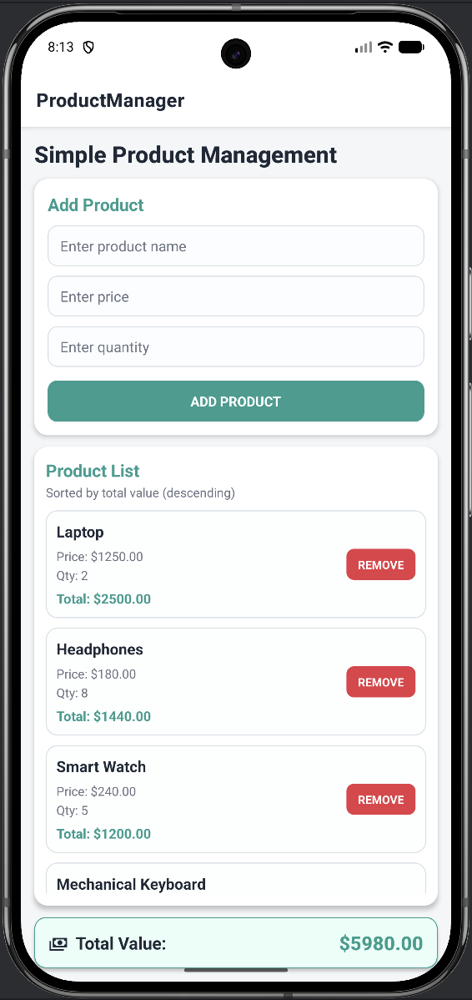 8:13
ProductManager
Simple Product Management
Add Product
Enter product name
Enter price
Enter quantity
ADD PRODUCT
Product List
Sorted by total value (descending)
Laptop
Price: $1250.00
Qty: 2
Total: $2500.00
REMOVE
Headphones
Price: $180.00
Qty: 8
Total: $1440.00
REMOVE
Smart Watch
Price: $240.00
Qty: 5
Total: $1200.00
REMOVE
Mechanical Keyboard
Total Value: $5980.00